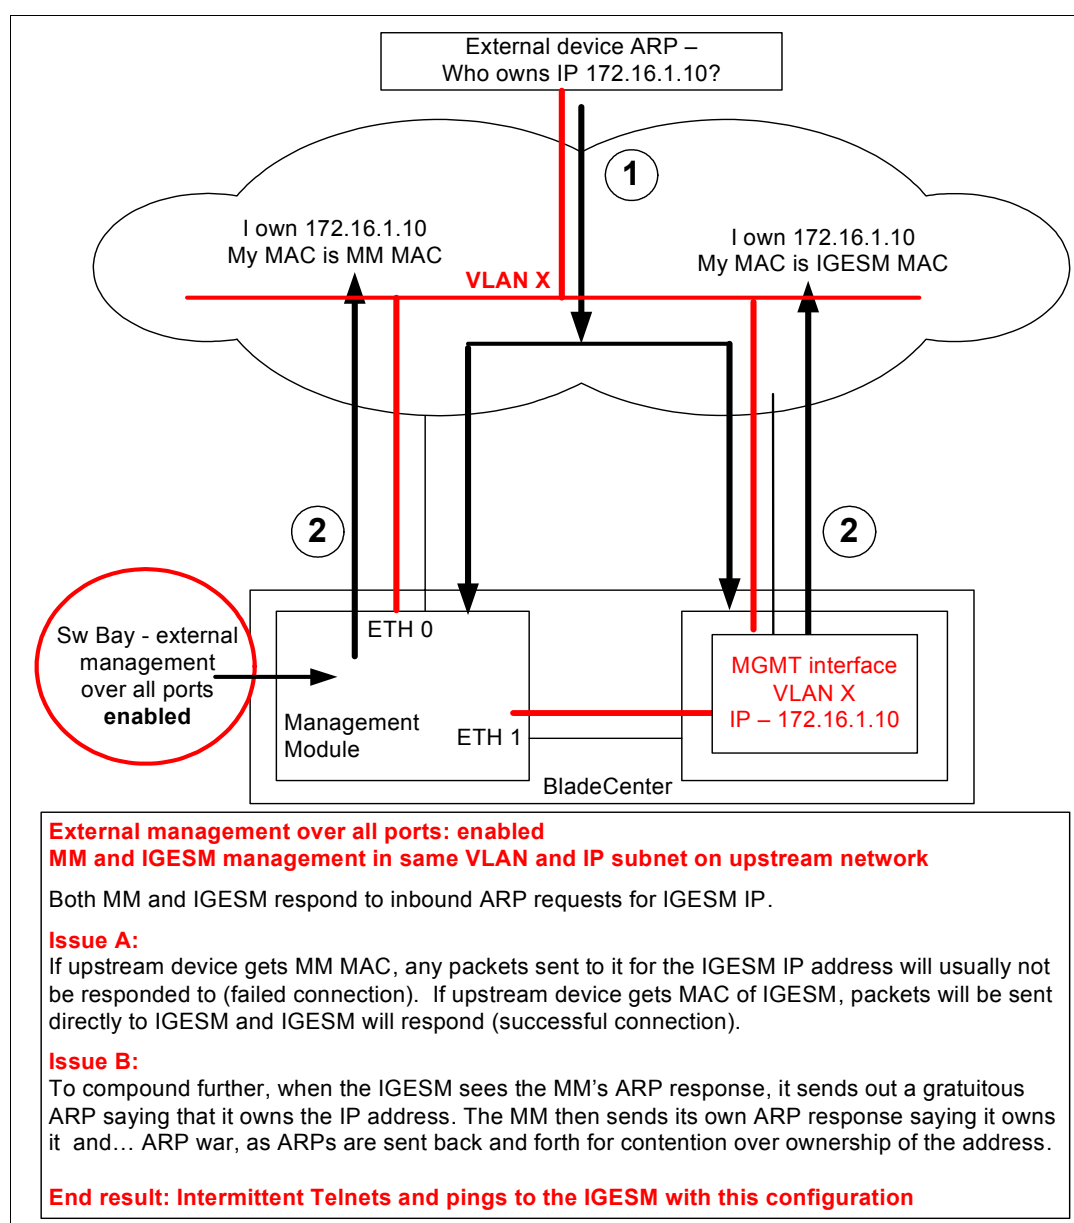 External device ARP –
Who owns IP 172.16.1.10?
1
I own 172.16.1.10
My MAC is MM MAC
I own 172.16.1.10
My MAC is IGESM MAC
VLAN X
2
2
Sw Bay - external
management
over all ports
enabled
ETH 0
Management
Module
ETH 1
MGMT interface
VLAN X
IP – 172.16.1.10
BladeCenter
External management over all ports: enabled
MM and IGESM management in same VLAN and IP subnet on upstream network
Both MM and IGESM respond to inbound ARP requests for IGESM IP.
Issue A:
If upstream device gets MM MAC, any packets sent to it for the IGESM IP address will usually not
be responded to (failed connection).  If upstream device gets MAC of IGESM, packets will be sent
directly to IGESM and IGESM will respond (successful connection).
Issue B:
To compound further, when the IGESM sees the MM's ARP response, it sends out a gratuitous
ARP saying that it owns the IP address. The MM then sends its own ARP response saying it owns
it  and… ARP war, as ARPs are sent back and forth for contention over ownership of the address.
End result: Intermittent Telnets and pings to the IGESM with this configuration